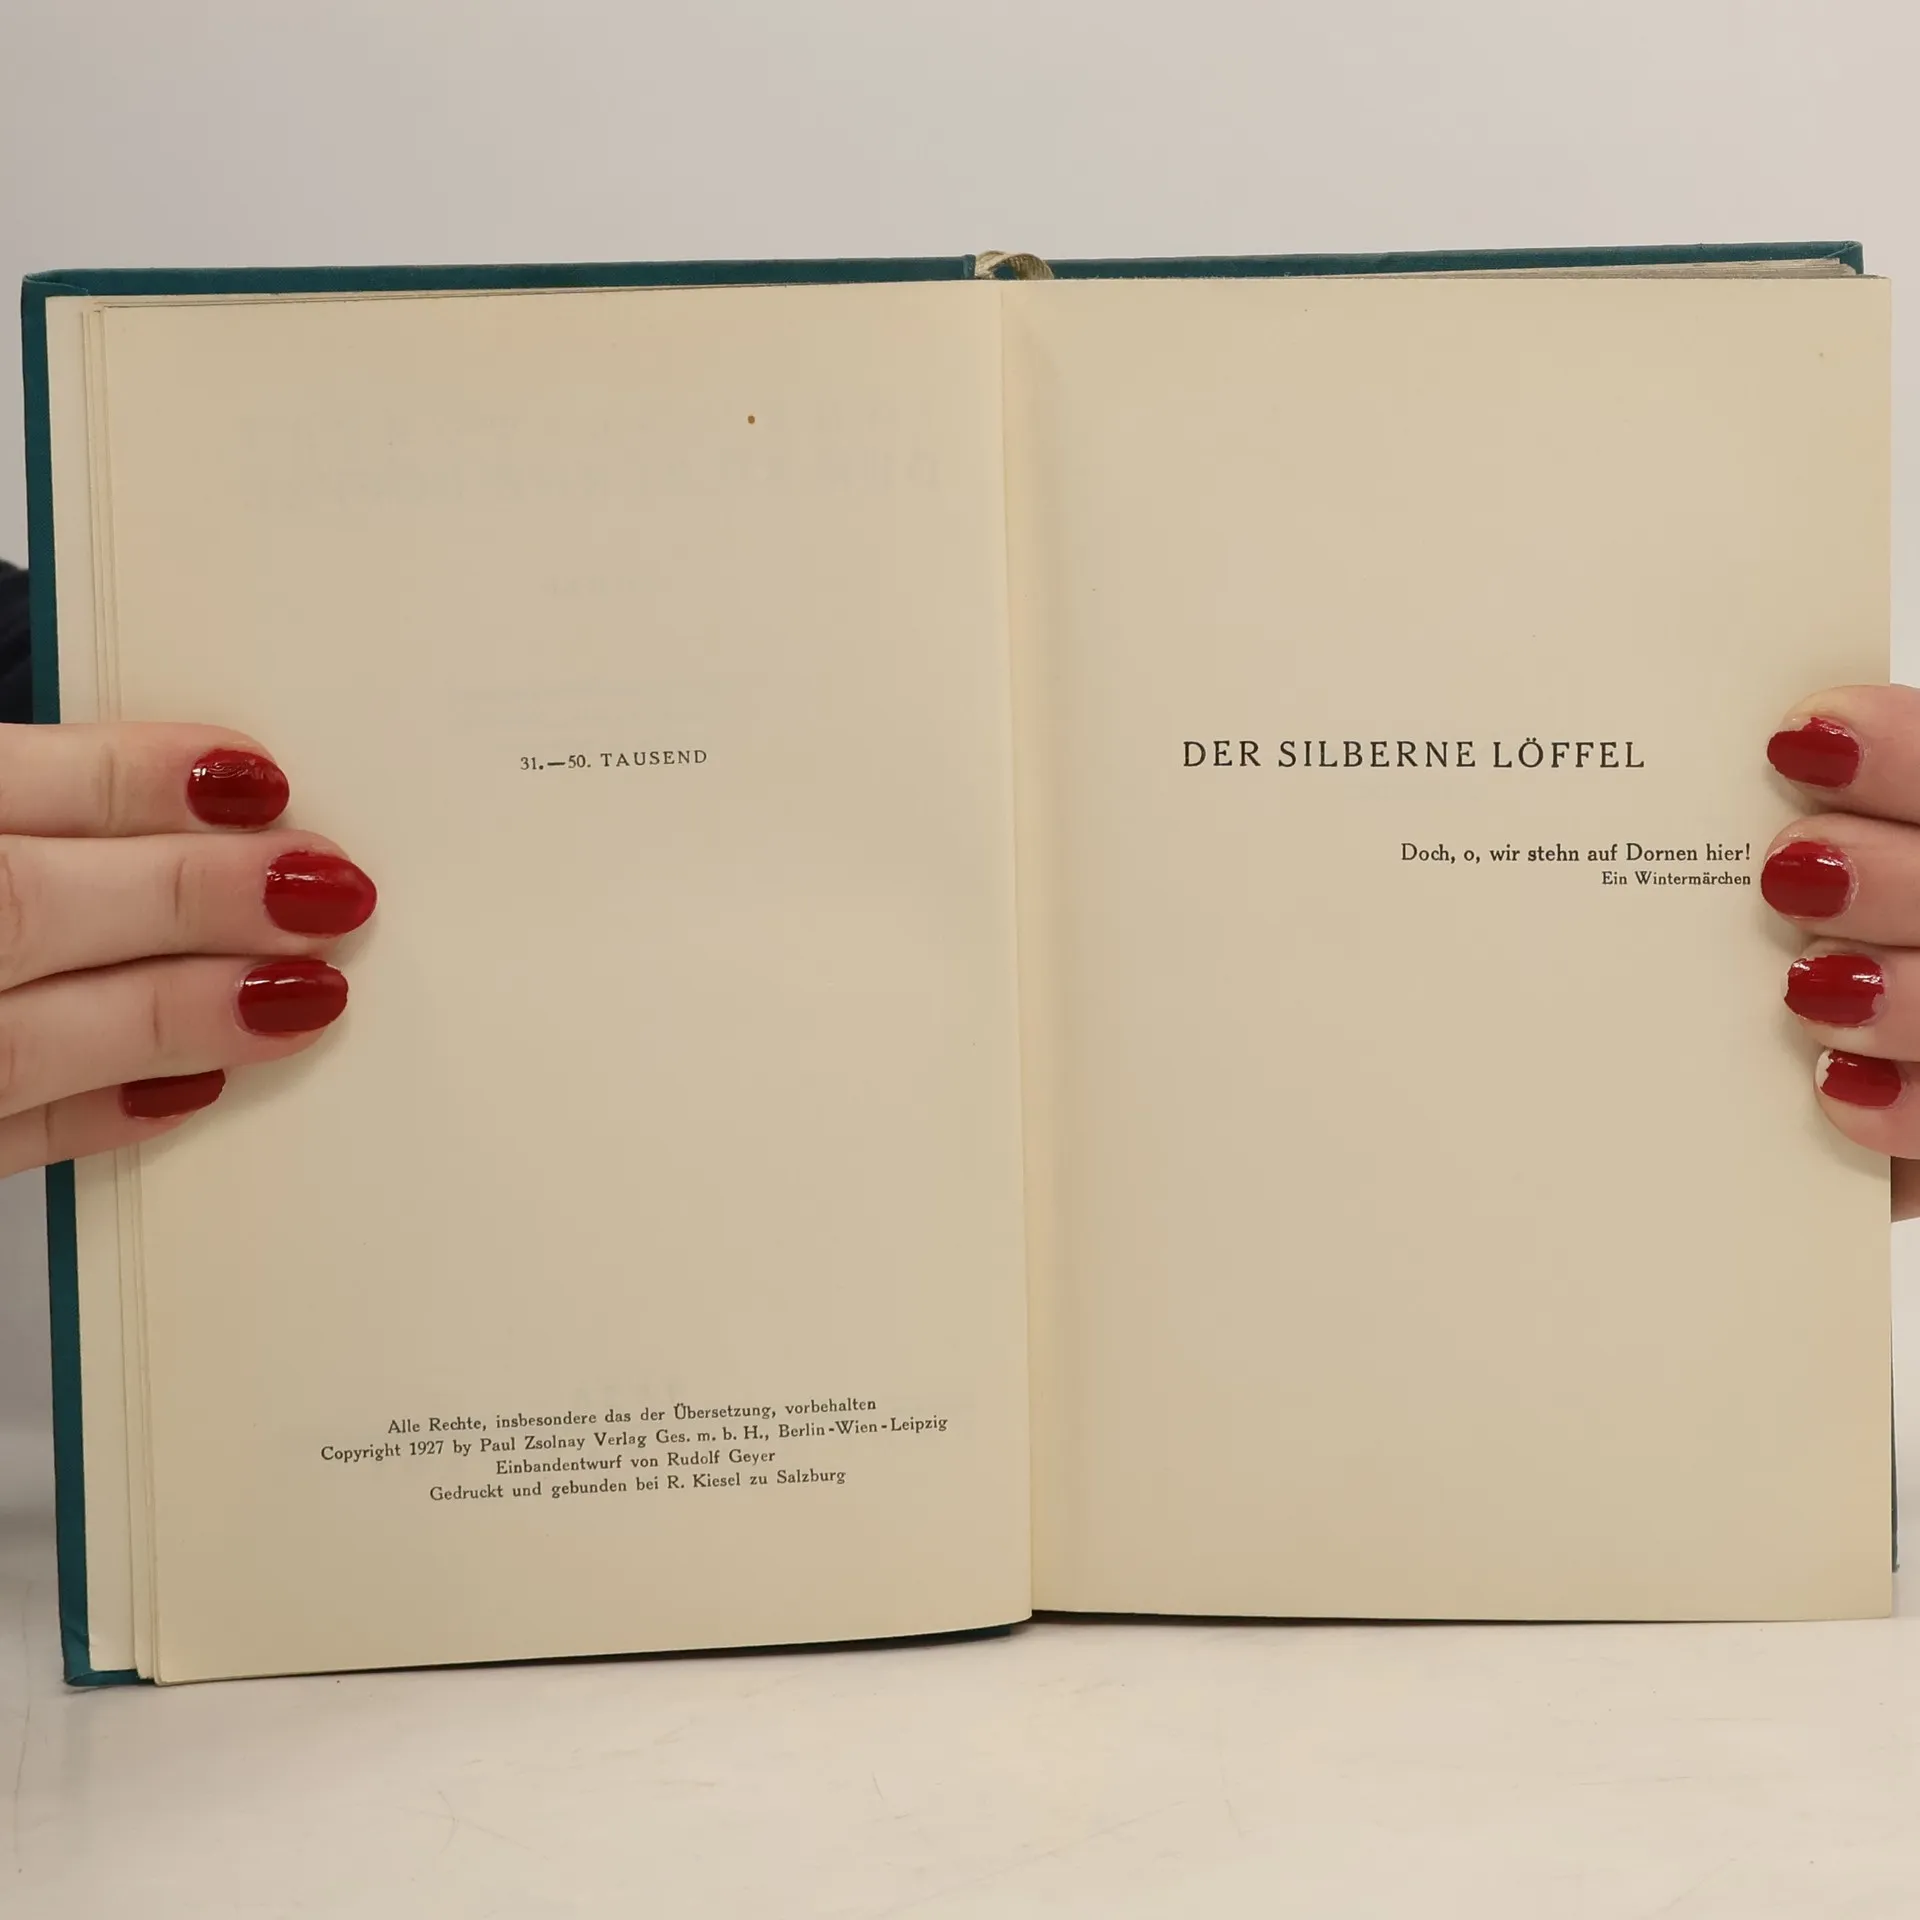 31.—50. TAUSEND
Alle Rechte, insbesondere das der Übersetzung, vorbehalten
Copyright 1927 by Paul Zsolnay Verlag Ges. m. b. H., Berlin-Wien-Leipzig
Einbandentwurf von Rudolf Geyer
Gedruckt und gebunden bei R. Kiesel zu Salzburg
DER SILBERNE LÖFFEL
Doch, o, wir stehn auf Dornen hier!
Ein Wintermärchen